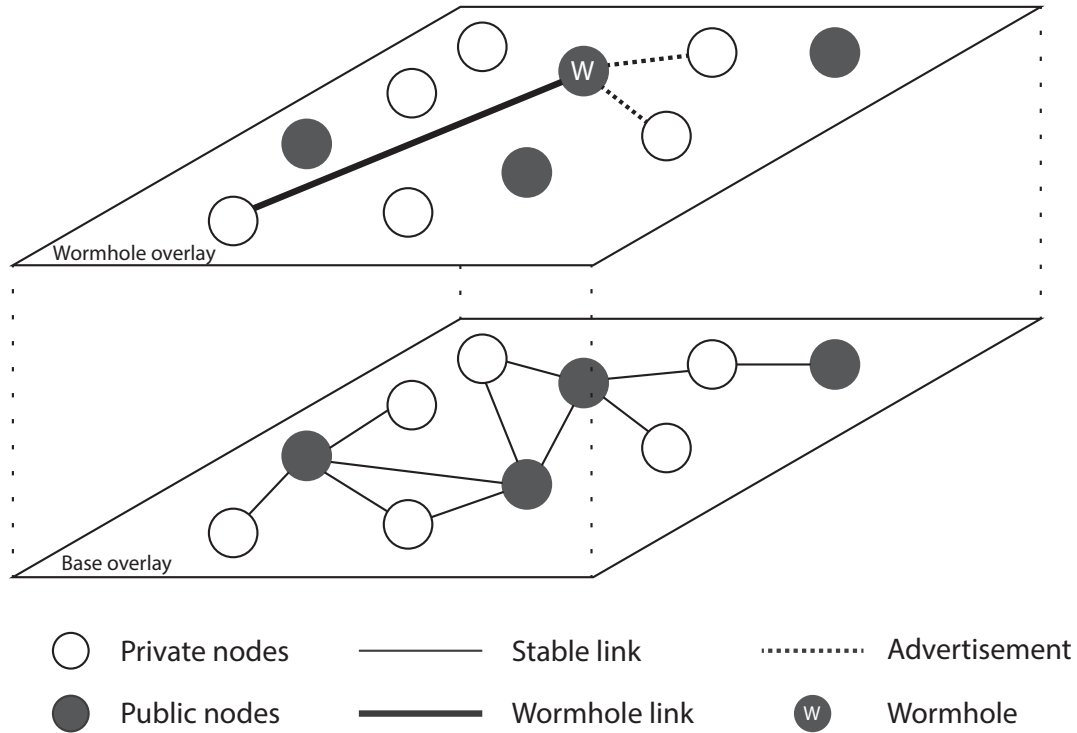 W
Wormhole overlay
Base overlay
Private nodes
Stable link
Advertisement
Public nodes
Wormhole link
W
Wormhole